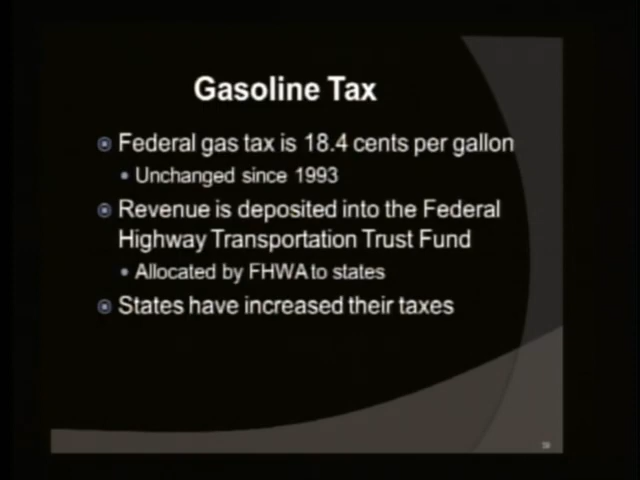 Gasoline Tax
Federal gas tax is 18.4 cents per gallon
Unchanged since 1993
Revenue is deposited into the Federal
Highway Transportation Trust Fund
Allocated by FHWA to states
States have increased their taxes